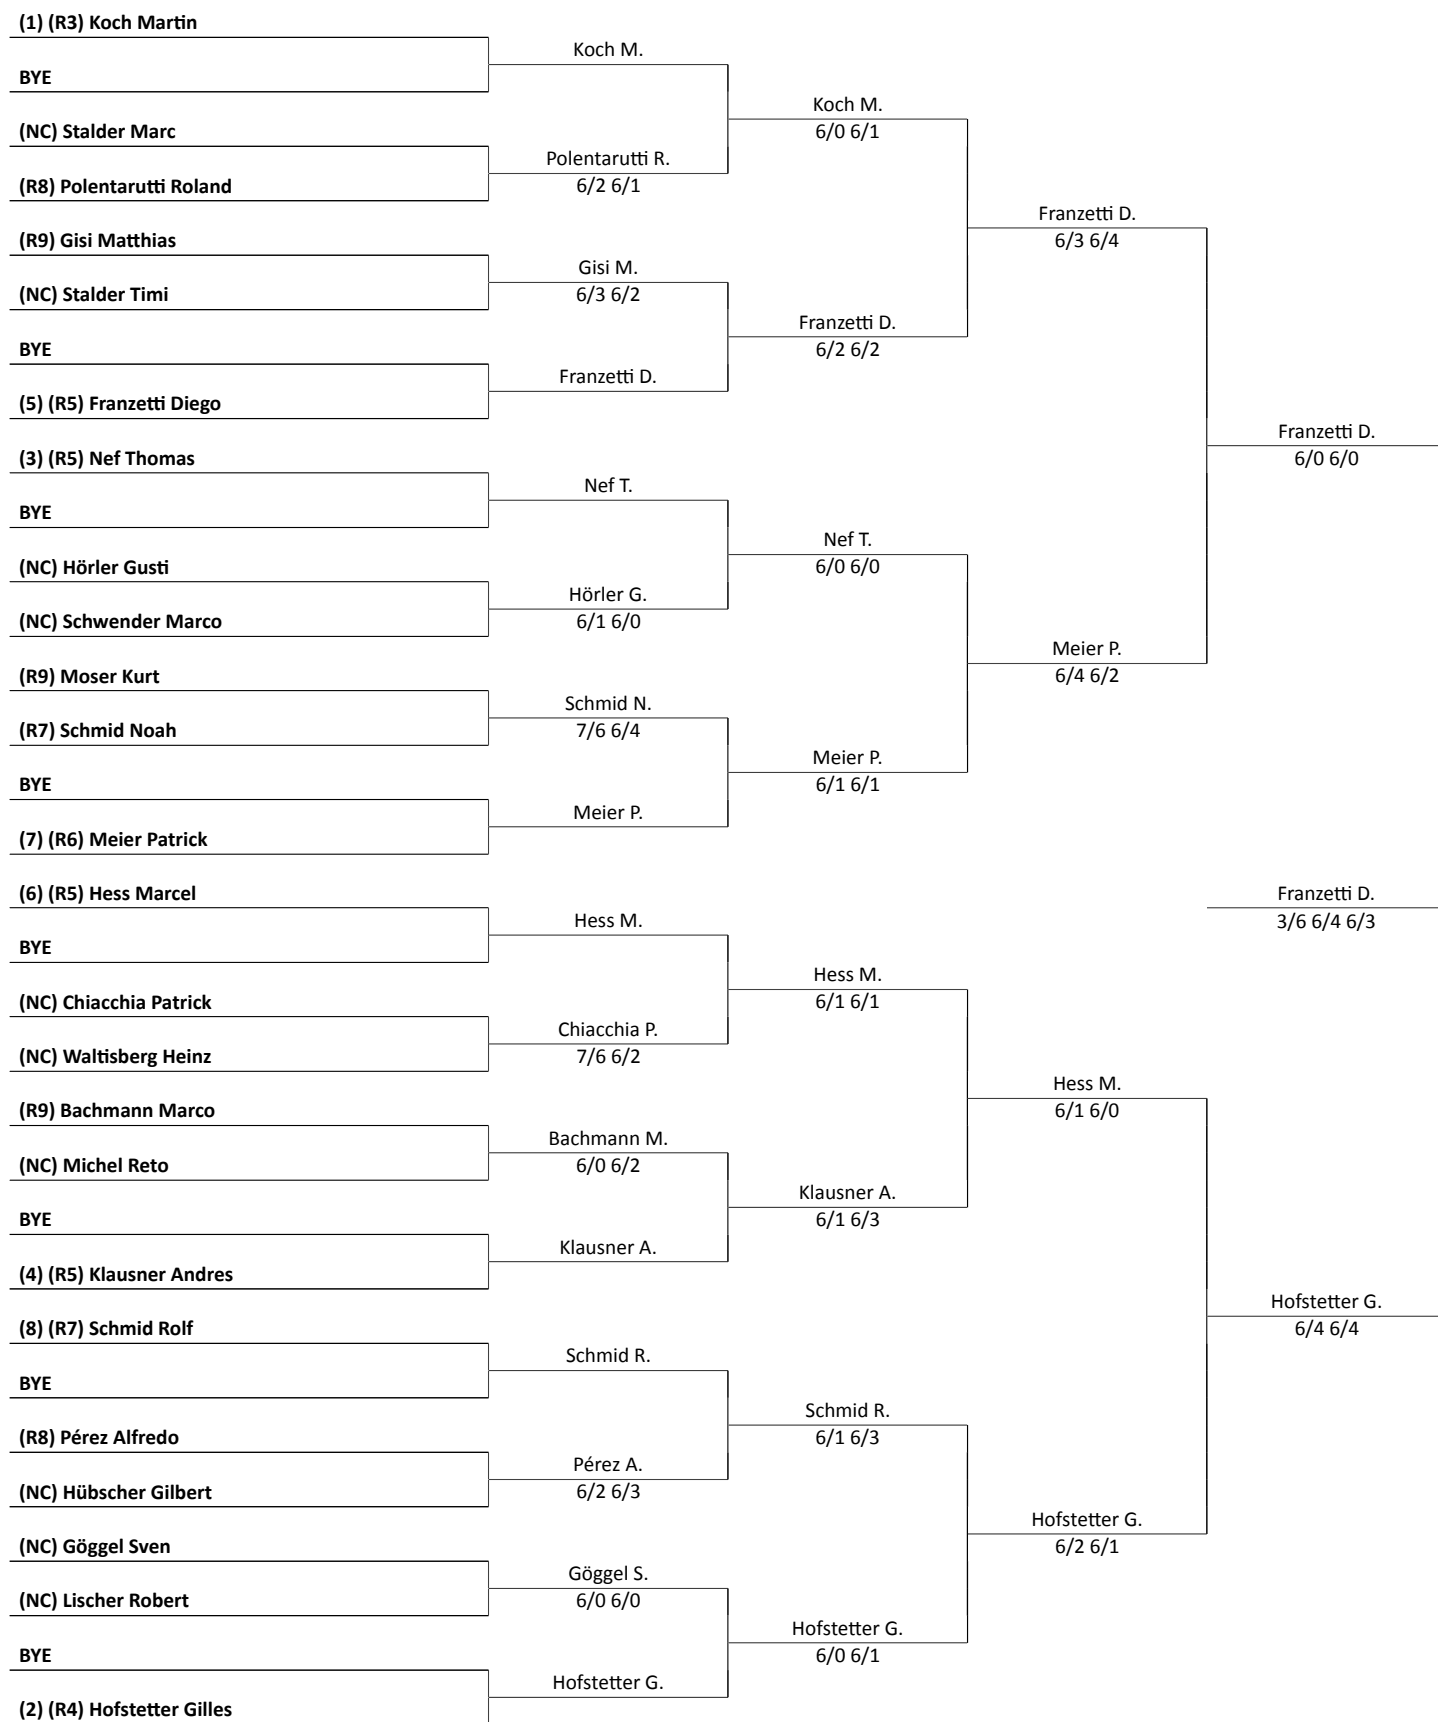 (1) (R3) Koch Martin
BYE
(NC) Stalder Marc
(R8) Polentarutti Roland
(R9) Gisi Matthias
(NC) Stalder Timi
BYE
(5) (R5) Franzetti Diego
(3) (R5) Nef Thomas
BYE
(NC) Hörler Gusti
(NC) Schwender Marco
(R9) Moser Kurt
(R7) Schmid Noah
BYE
(7) (R6) Meier Patrick
(6) (R5) Hess Marcel
BYE
(NC) Chiacchia Patrick
(NC) Waltisberg Heinz
(R9) Bachmann Marco
(NC) Michel Reto
BYE
(4) (R5) Klausner Andres
(8) (R7) Schmid Rolf
BYE
(R8) Pérez Alfredo
(NC) Hübscher Gilbert
(NC) Göggel Sven
(NC) Lischer Robert
BYE
(2) (R4) Hofstetter Gilles
Koch M.
Polentarutti R.
6/2 6/1
Gisi M.
6/3 6/2
Franzetti D.
Nef T.
Hörler G.
6/1 6/0
Schmid N.
7/6 6/4
Meier P.
Hess M.
Chiacchia P.
7/6 6/2
Bachmann M.
6/0 6/2
Klausner A.
Schmid R.
Pérez A.
6/2 6/3
Göggel S.
6/0 6/0
Hofstetter G.
Koch M.
6/0 6/1
Franzetti D.
6/2 6/2
Nef T.
6/0 6/0
Meier P.
6/1 6/1
Hess M.
6/1 6/1
Klausner A.
6/1 6/3
Schmid R.
6/1 6/3
Hofstetter G.
6/0 6/1
Franzetti D.
6/3 6/4
Meier P.
6/4 6/2
Hess M.
6/1 6/0
Hofstetter G.
6/2 6/1
Franzetti D.
6/0 6/0
Franzetti D.
3/6 6/4 6/3
Hofstetter G.
6/4 6/4